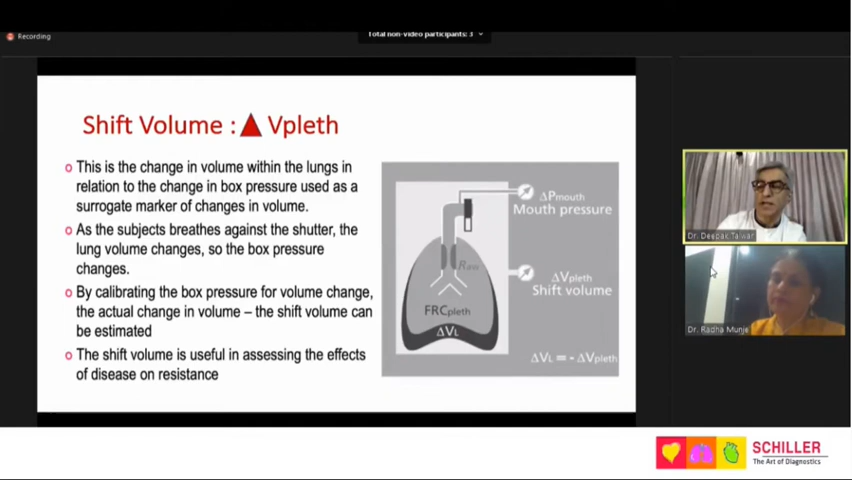 Recording
Total non-video participants: 3
Shift Volume : ▲ Vpleth
o This is the change in volume within the lungs in
relation to the change in box pressure used as a
surrogate marker of changes in volume.
o As the subjects breathes against the shutter, the
lung volume changes, so the box pressure
changes.
o By calibrating the box pressure for volume change,
the actual change in volume – the shift volume can
be estimated
o The shift volume is useful in assessing the effects
of disease on resistance
ΔPmouth
Mouth pressure
Raw
ΔVpleth
Shift volume
FRCpleth
ΔVL
ΔVL = - ΔVpleth
Dr. Deepak Talwar
Dr. Radha Munje
SCHILLER
The Art of Diagnostics